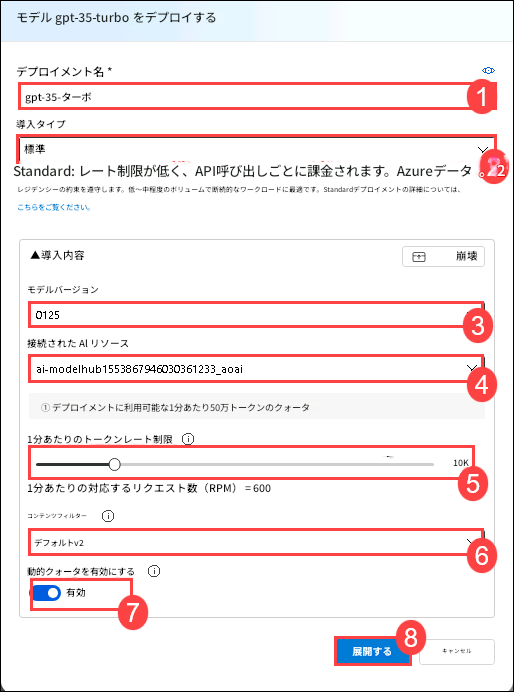 モデル gpt-35-turbo をデプロイする
デプロイメント名 *
gpt-35-ターボ
1
導入タイプ
標準
Standard: レート制限が低く、API呼び出しごとに課金されます。Azureデータ 。2
レジデンシーの約束を遵守します。低～中程度のボリュームで断続的なワークロードに最適です。Standardデプロイメントの詳細については、
こちらをご覧ください。
▲導入内容
崩壊
モデルバージョン
0125
3
接続された AI リソース
ai-modelhub1553867946030361233_aoai
4
① デプロイメントに利用可能な1分あたり50万トークンのクォータ
1分あたりのトークンレート制限
10K
5
1分あたりの対応するリクエスト数（RPM）= 600
コンテンツフィルター
デフォルトv2
6
動的クォータを有効にする
有効
7
展開する
8
キャンセル